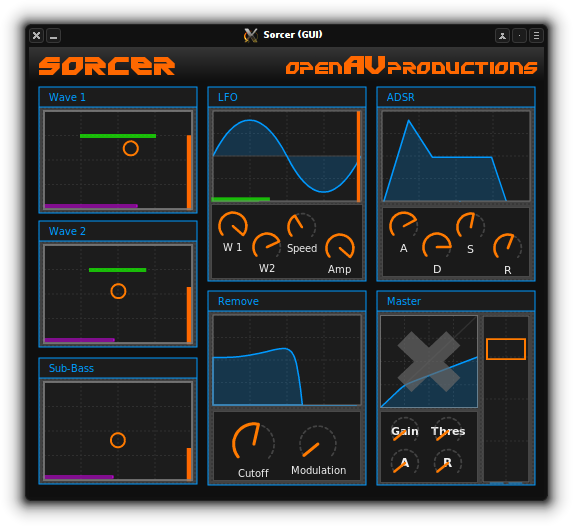 Sorcer (GUI)
SORCER
OPENAVPRODUCTIONS
Wave 1
LFO
ADSR
W 1
W2
Speed
Amp
A
D
S
R
Wave 2
Remove
Master
Sub-Bass
Cutoff
Modulation
Gain
Thres
A
R